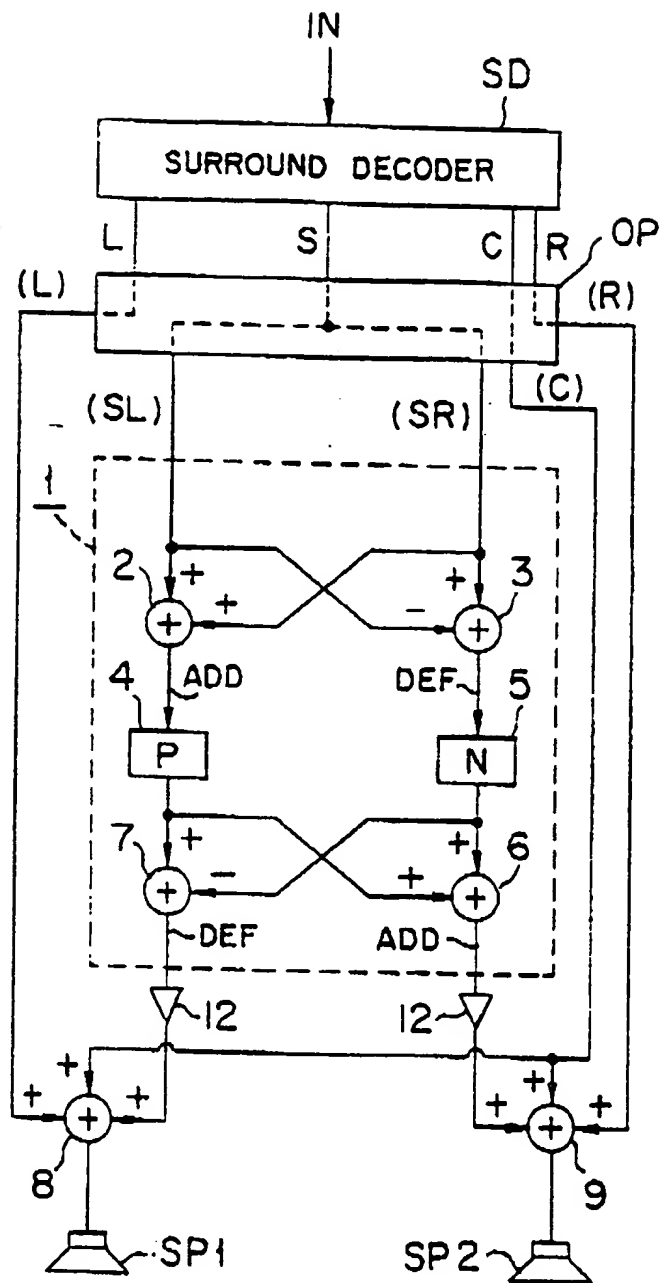 IN
SD
SURROUND DECODER
L S C R OP
(L) (R)
(C)
(SL) (SR)
1
2 + + + - 3
+ +
4 ADD DEF 5
P N
7 + - + + 6
+ +
DEF ADD
12 12
+ + + + + +
+ +
8 9
SP1 SP2